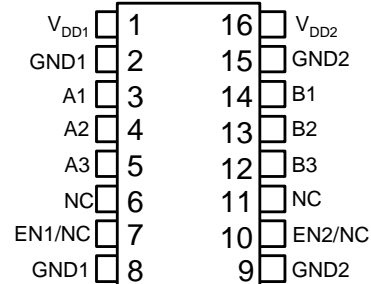 VDD1 1 16 VDD2
GND1 2 15 GND2
A1 3 14 B1
A2 4 13 B2
A3 5 12 B3
NC 6 11 NC
EN1/NC 7 10 EN2/NC
GND1 8 9 GND2